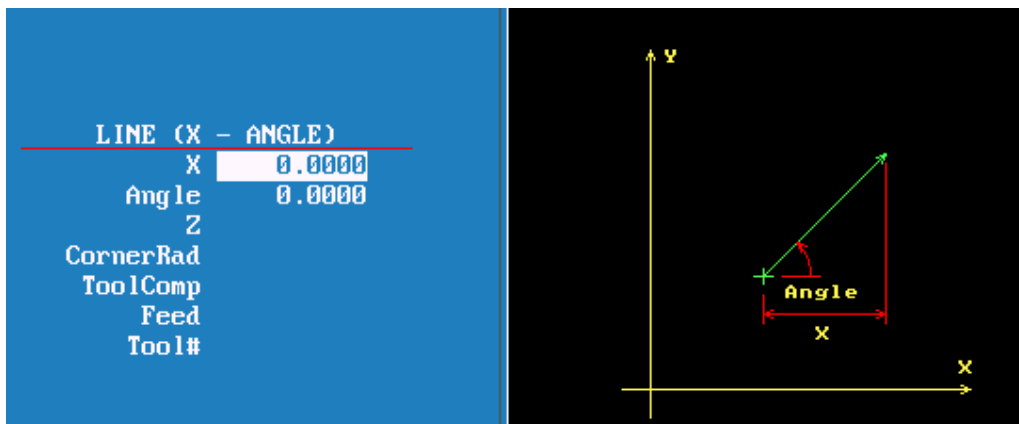 LINE (X - ANGLE)
X 0.0000
Angle 0.0000
Z
CornerRad
ToolComp
Feed
Tool#
Y
Angle
X
X